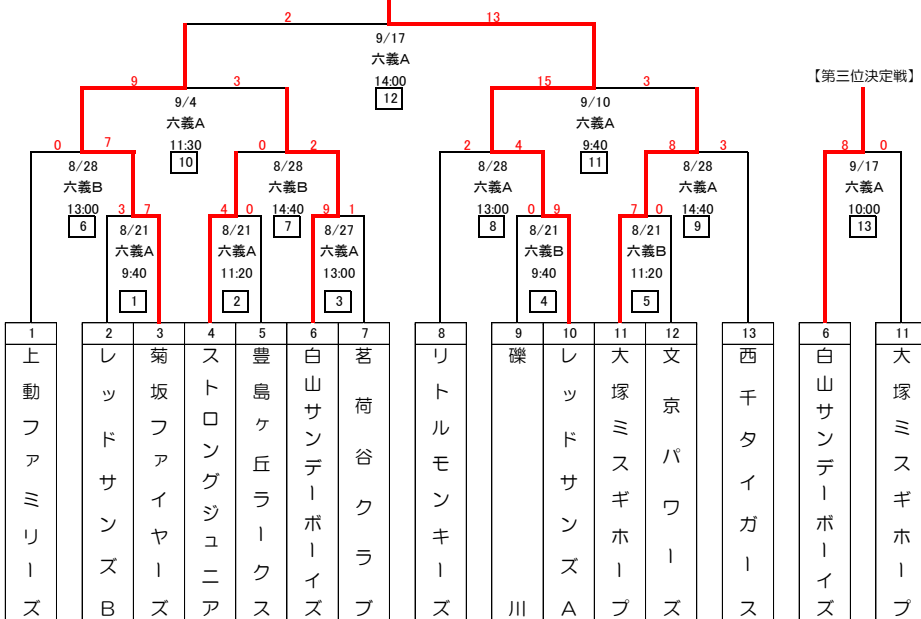 2 13
9/17
六義A
14:00
12
【第三位決定戦】
9 3
9/4
六義A
11:30
10
15 3
9/10
六義A
9:40
11
0 7
8/28
六義B
13:00
6
0 2
8/28
六義B
14:40
7
2 4
8/28
六義A
13:00
8
8 3
8/28
六義A
14:40
9
8 0
9/17
六義A
10:00
13
3 7
8/21
六義A
9:40
1
4 0
8/21
六義A
11:20
2
9 1
8/27
六義A
13:00
3
0 9
8/21
六義B
9:40
4
7 0
8/21
六義B
11:20
5
1
上動ファミリーズ
2
レッドサンズB
3
菊坂ファイヤーズ
4
ストロングジュニア
5
豊島ヶ丘ラークス
6
白山サンデーボーイズ
7
茗荷谷クラブ
8
リトルモンキーズ
9
礫川
10
レッドサンズA
11
大塚ミスギホープ
12
文京パワーズ
13
西千タイガース
6
白山サンデーボーイズ
11
大塚ミスギホープ